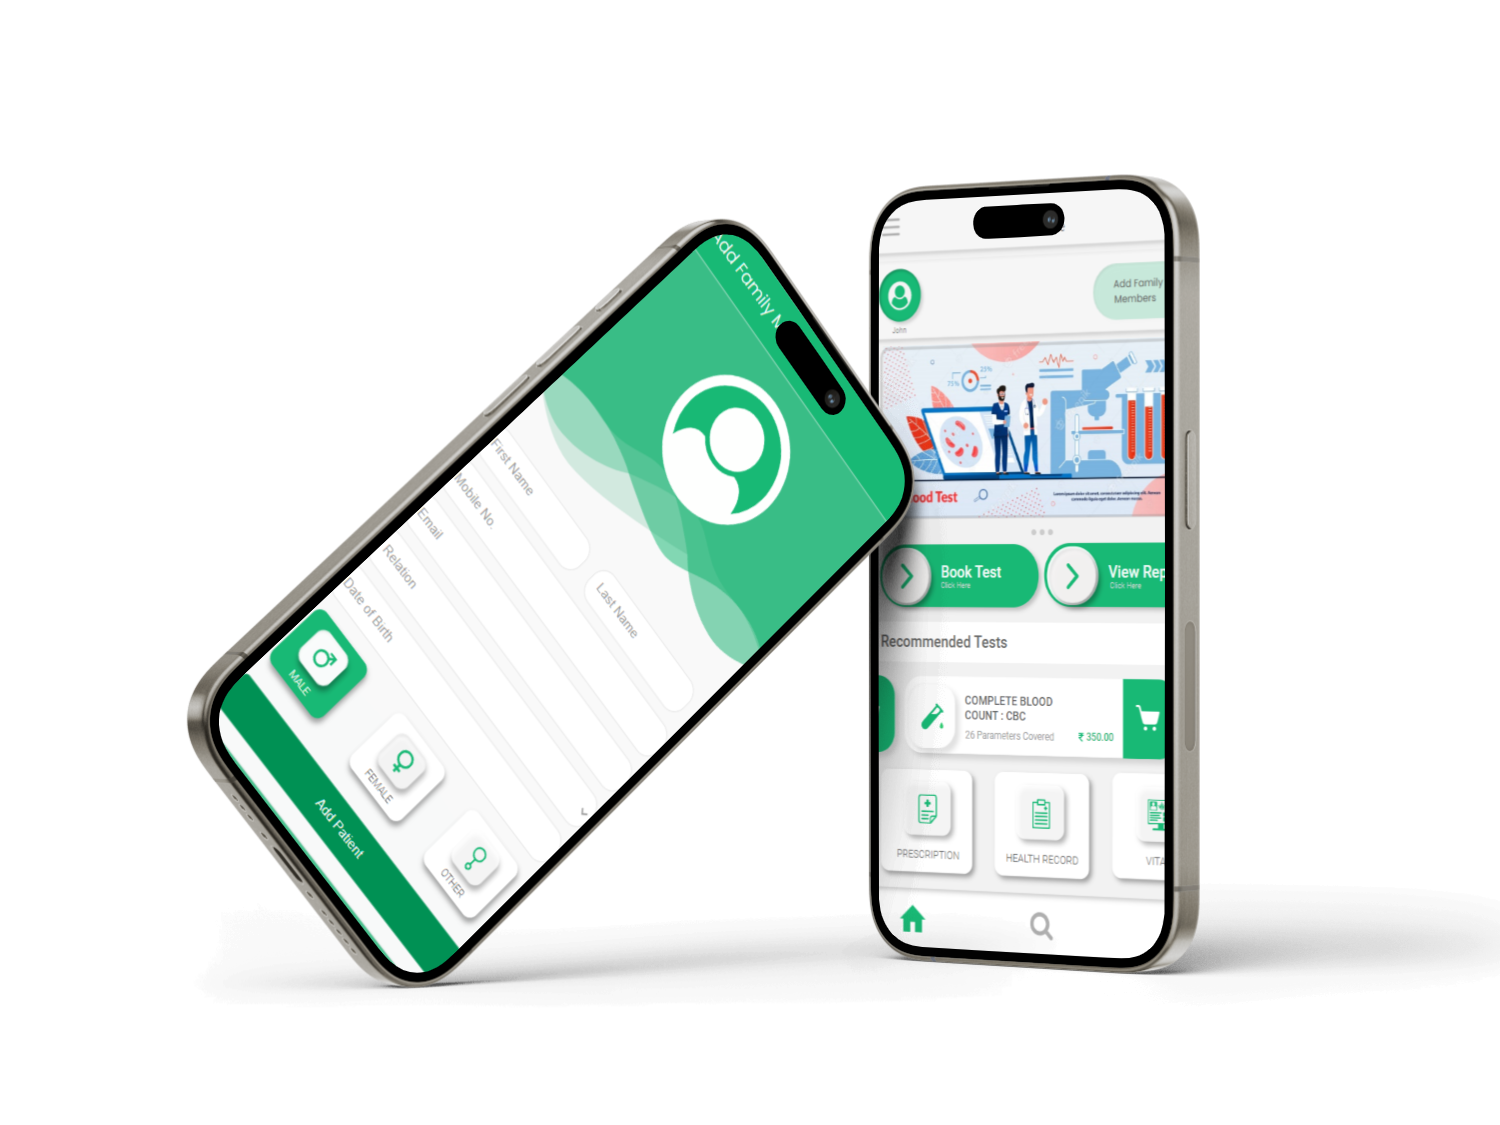 Add Family M
First Name
Last Name
Mobile No.
Email
Relation
Date of Birth
MALE
FEMALE
OTHER
Add Patient
John
Add Family
Members
25%
75%
ood Test
Book Test
Click Here
View Rep
Click Here
Recommended Tests
COMPLETE BLOOD
COUNT : CBC
26 Parameters Covered
₹ 350.00
PRESCRIPTION
HEALTH RECORD
VITA